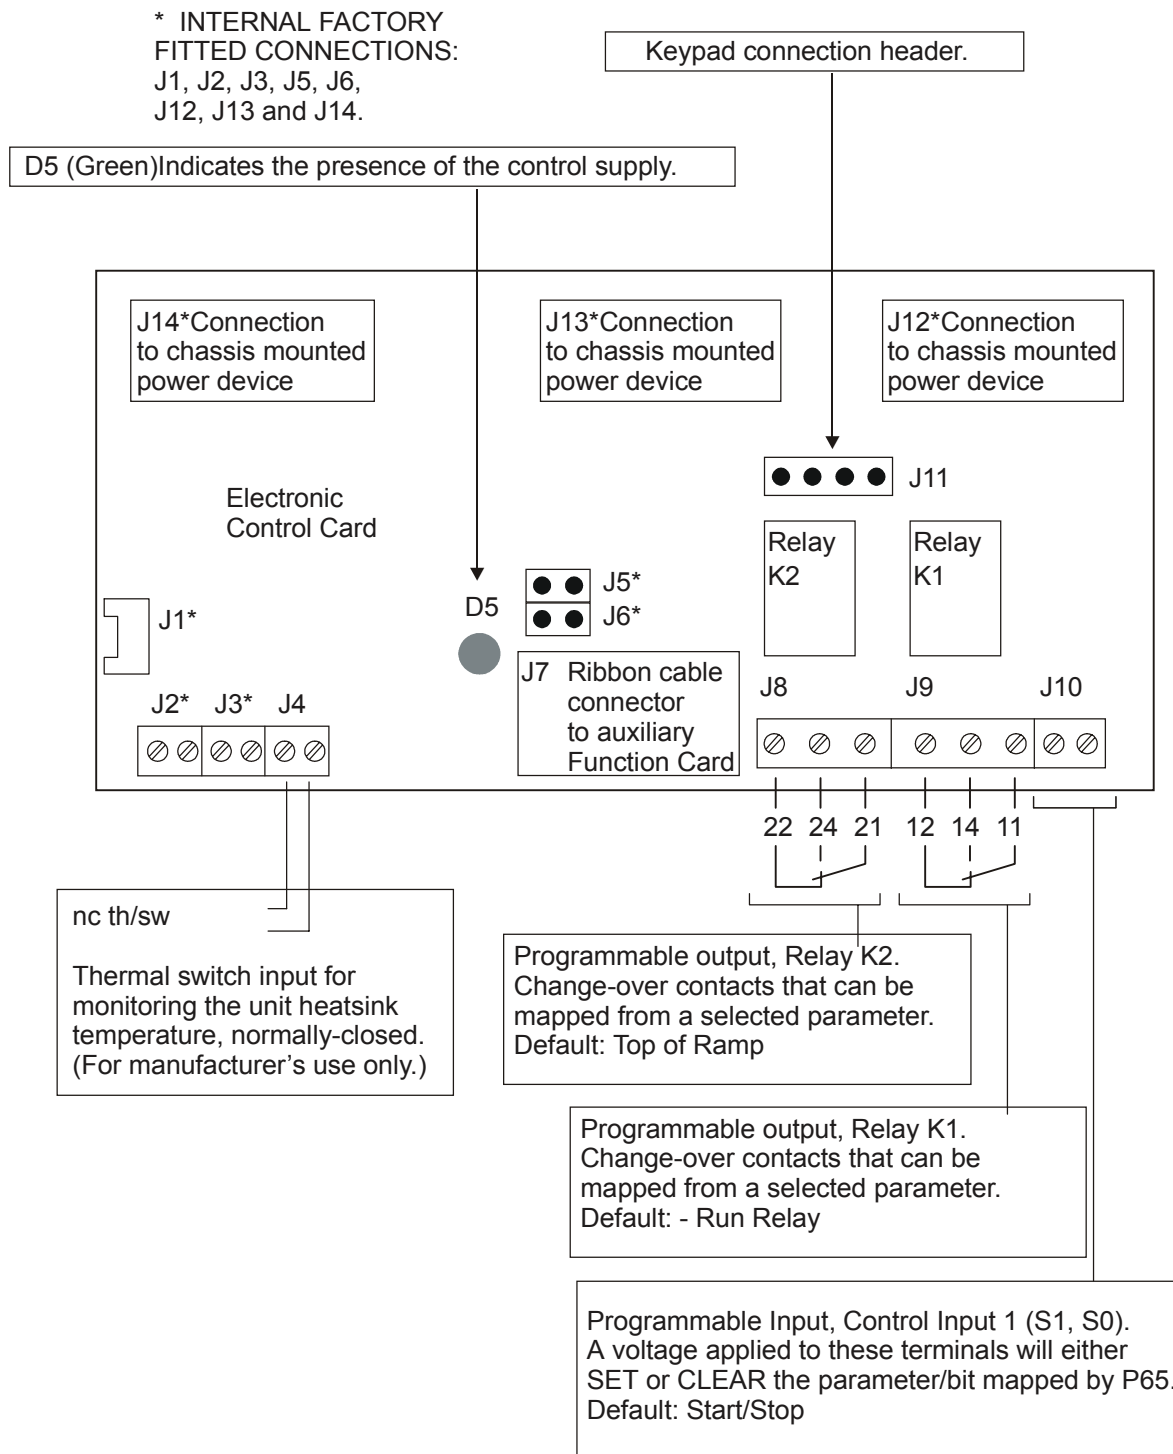 * INTERNAL FACTORY
FITTED CONNECTIONS:
J1, J2, J3, J5, J6,
J12, J13 and J14.
Keypad connection header.
D5 (Green)Indicates the presence of the control supply.
J14*Connection
to chassis mounted
power device
J13*Connection
to chassis mounted
power device
J12*Connection
to chassis mounted
power device
J11
Electronic
Control Card
Relay
K2
Relay
K1
D5
J5*
J6*
J1*
J7 Ribbon cable
connector
to auxiliary
Function Card
J2* J3* J4
J8 J9 J10
22 24 21 12 14 11
nc th/sw
Thermal switch input for
monitoring the unit heatsink
temperature, normally-closed.
(For manufacturer's use only.)
Programmable output, Relay K2.
Change-over contacts that can be
mapped from a selected parameter.
Default: Top of Ramp
Programmable output, Relay K1.
Change-over contacts that can be
mapped from a selected parameter.
Default: - Run Relay
Programmable Input, Control Input 1 (S1, S0).
A voltage applied to these terminals will either
SET or CLEAR the parameter/bit mapped by P65.
Default: Start/Stop